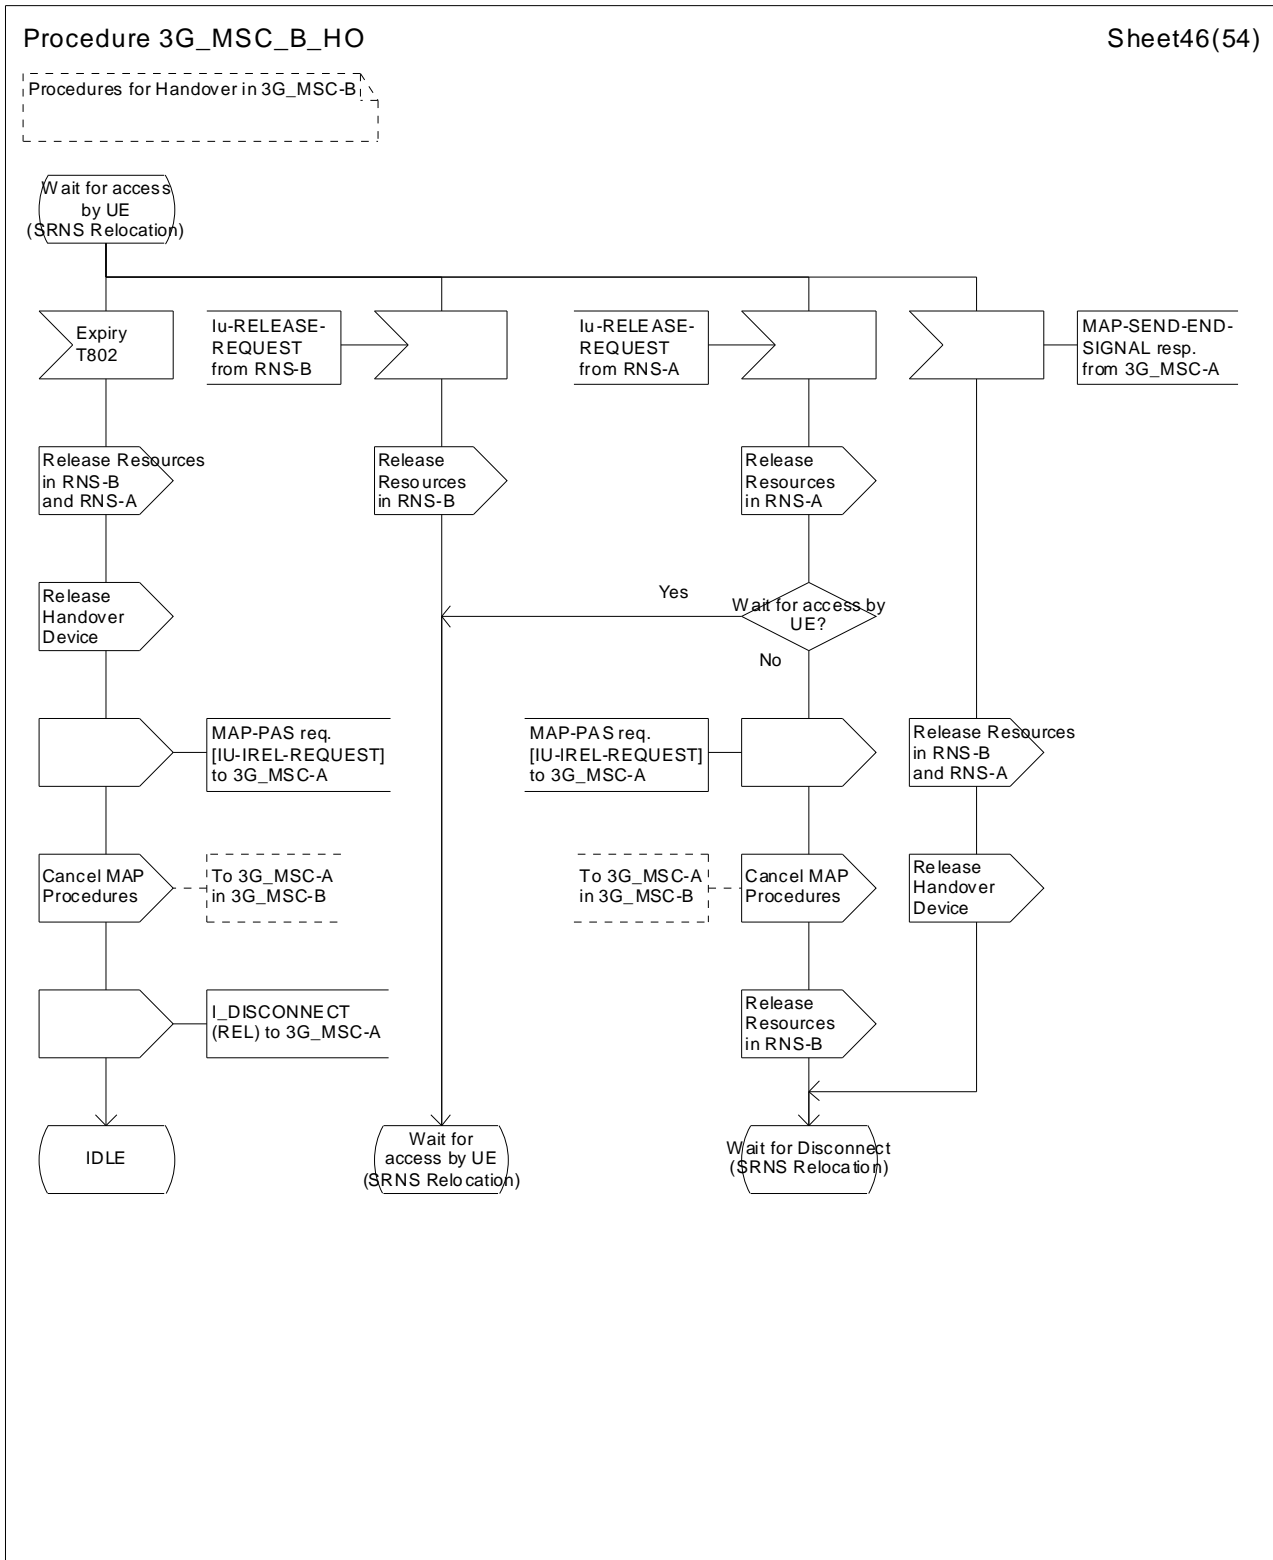 Procedure 3G_MSC_B_HO
Sheet46(54)
Procedures for Handover in 3G_MSC-B
Wait for access
by UE
(SRNS Relocation)
Expiry
T802
Iu-RELEASE-
REQUEST
from RNS-B
Iu-RELEASE-
REQUEST
from RNS-A
MAP-SEND-END-
SIGNAL resp.
from 3G_MSC-A
Release Resources
in RNS-B
and RNS-A
Release
Resources
in RNS-B
Release
Resources
in RNS-A
Release
Handover
Device
Yes
Wait for access by
UE?
No
MAP-PAS req.
[IU-IREL-REQUEST]
to 3G_MSC-A
MAP-PAS req.
[IU-IREL-REQUEST]
to 3G_MSC-A
Release Resources
in RNS-B
and RNS-A
Cancel MAP
Procedures
To 3G_MSC-A
in 3G_MSC-B
To 3G_MSC-A
in 3G_MSC-B
Cancel MAP
Procedures
Release
Handover
Device
I_DISCONNECT
(REL) to 3G_MSC-A
Release
Resources
in RNS-B
IDLE
Wait for
access by UE
(SRNS Relocation)
Wait for Disconnect
(SRNS Relocation)